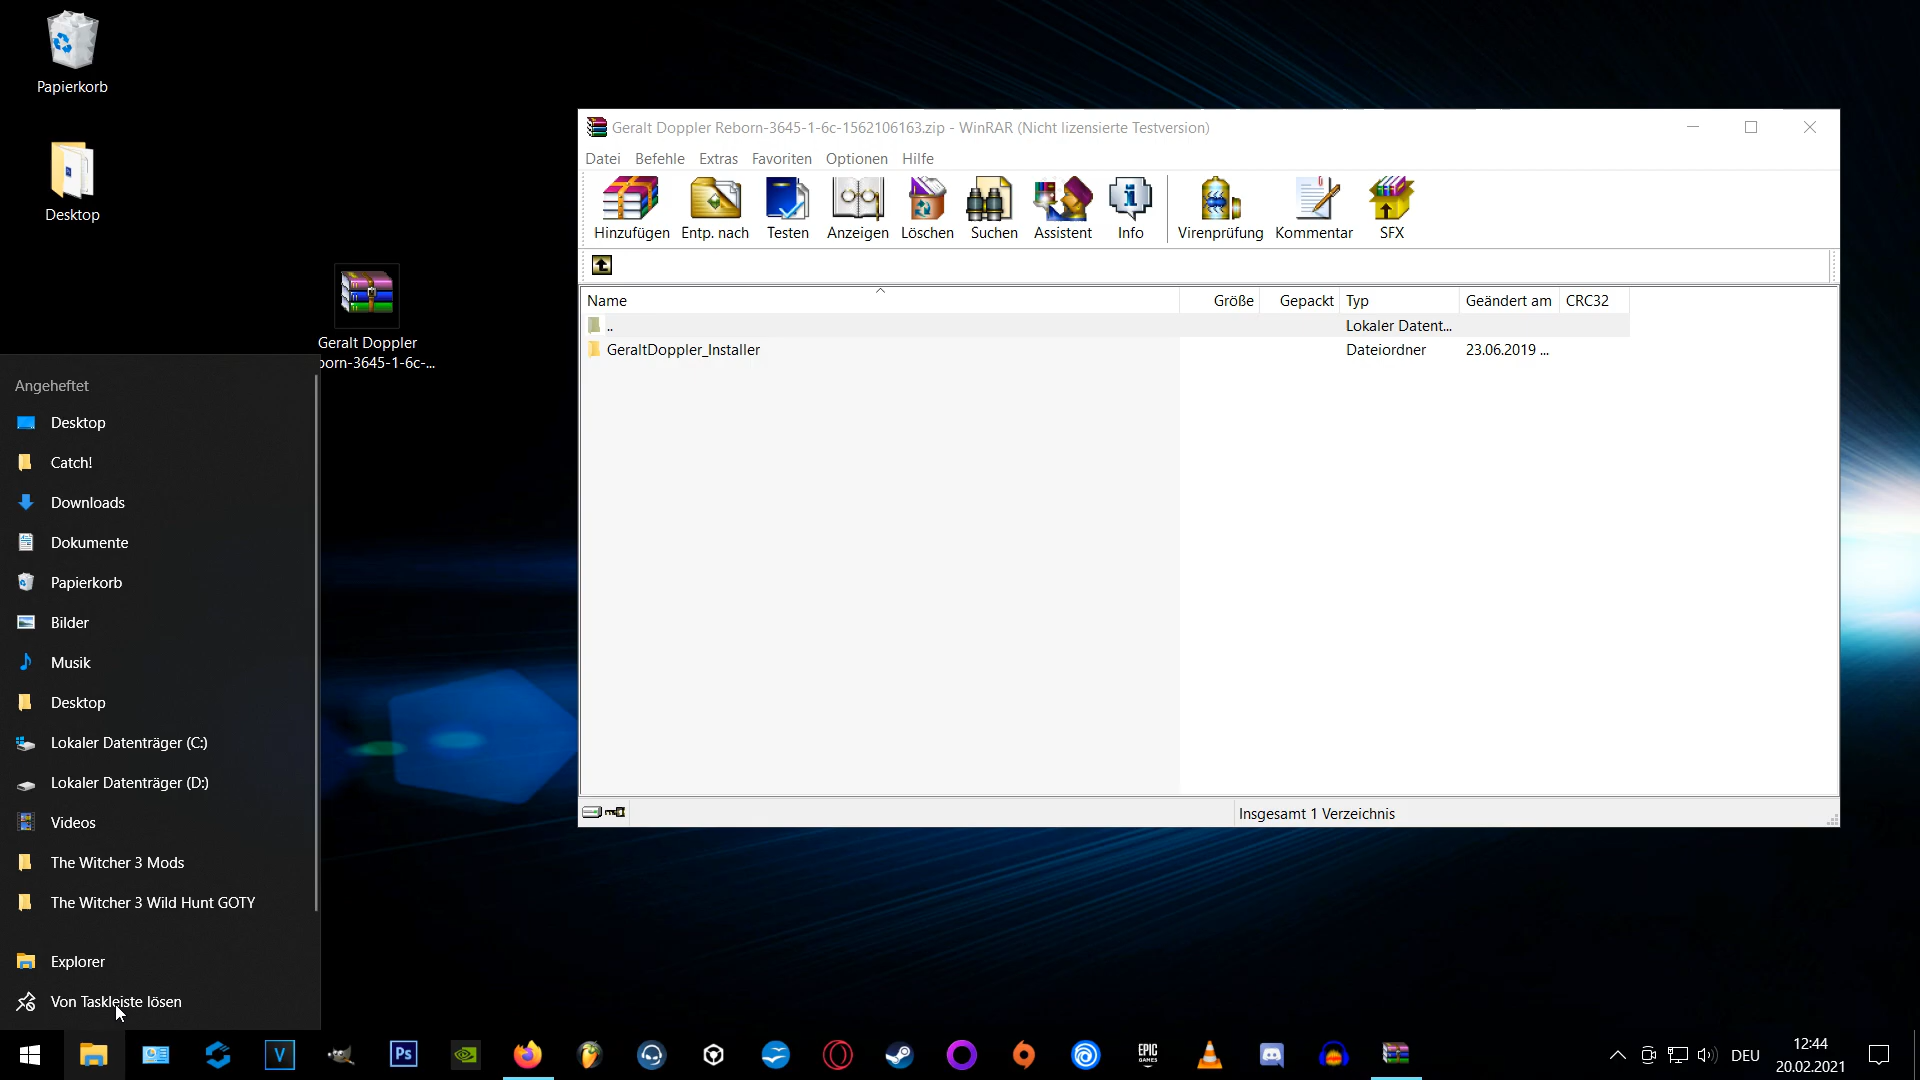 Papierkorb
Desktop
Geralt Doppler
born-3645-1-6c-...
Angeheftet
Desktop
Catch!
Downloads
Dokumente
Papierkorb
Bilder
Musik
Desktop
Lokaler Datenträger (C:)
Lokaler Datenträger (D:)
Videos
The Witcher 3 Mods
The Witcher 3 Wild Hunt GOTY
Explorer
Von Taskleiste lösen
Geralt Doppler Reborn-3645-1-6c-1562106163.zip - WinRAR (Nicht lizensierte Testversion)
Datei Befehle Extras Favoriten Optionen Hilfe
Hinzufügen Entp. nach Testen Anzeigen Löschen Suchen Assistent Info Virenprüfung Kommentar SFX
Name Größe Gepackt Typ Geändert am CRC32
.. Lokaler Datent...
GeraltDoppler_Installer Dateiordner 23.06.2019 ...
Insgesamt 1 Verzeichnis
V
Ps
EPIC
GAMES
DEU
12:44
20.02.2021